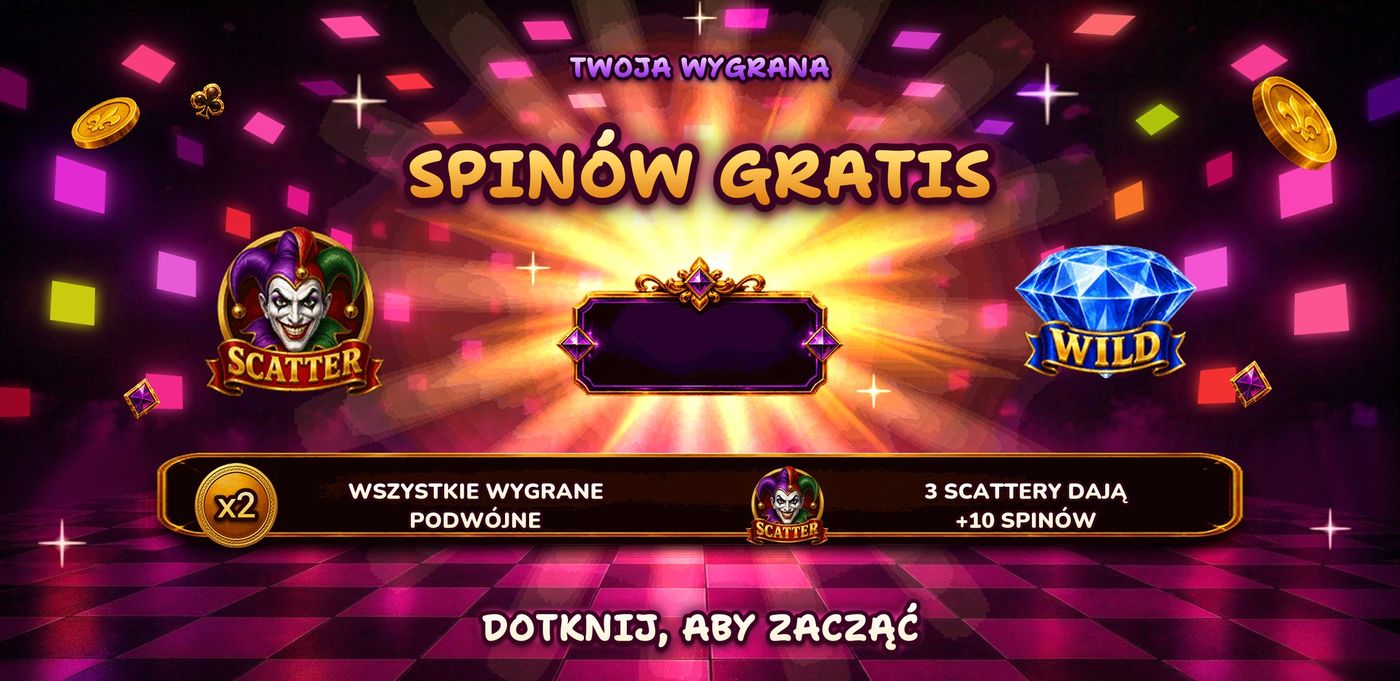 TWOJA WYGRANA
SPINÓW GRATIS
SCATTER
WILD
x2
WSZYSTKIE WYGRANE
PODWÓJNE
SCATTER
3 SCATTERY DAJĄ
+10 SPINÓW
DOTKNIJ, ABY ZACZĄĆ